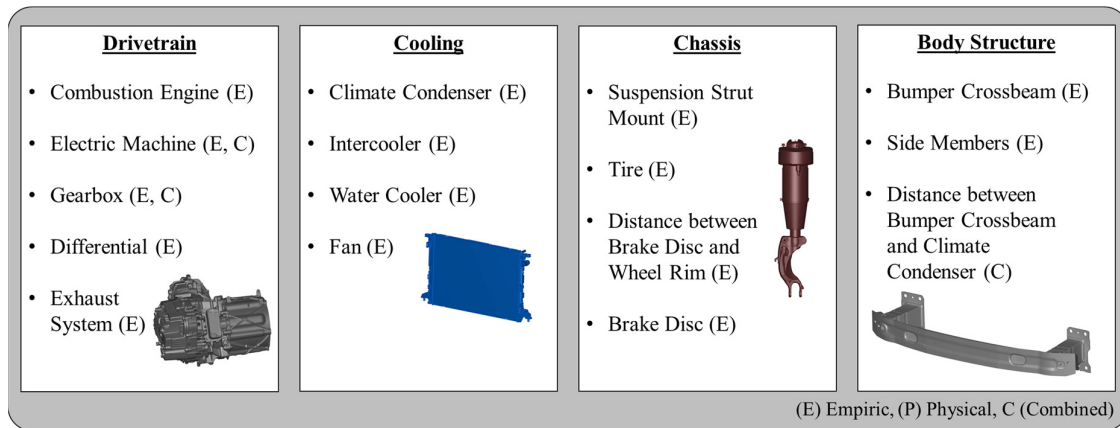 Drivetrain
• Combustion Engine (E)
• Electric Machine (E, C)
• Gearbox (E, C)
• Differential (E)
• Exhaust
System (E)
Cooling
• Climate Condenser (E)
• Intercooler (E)
• Water Cooler (E)
• Fan (E)
Chassis
• Suspension Strut
Mount (E)
• Tire (E)
• Distance between
Brake Disc and
Wheel Rim (E)
• Brake Disc (E)
Body Structure
• Bumper Crossbeam (E)
• Side Members (E)
• Distance between
Bumper Crossbeam
and Climate
Condenser (C)
(E) Empiric, (P) Physical, C (Combined)